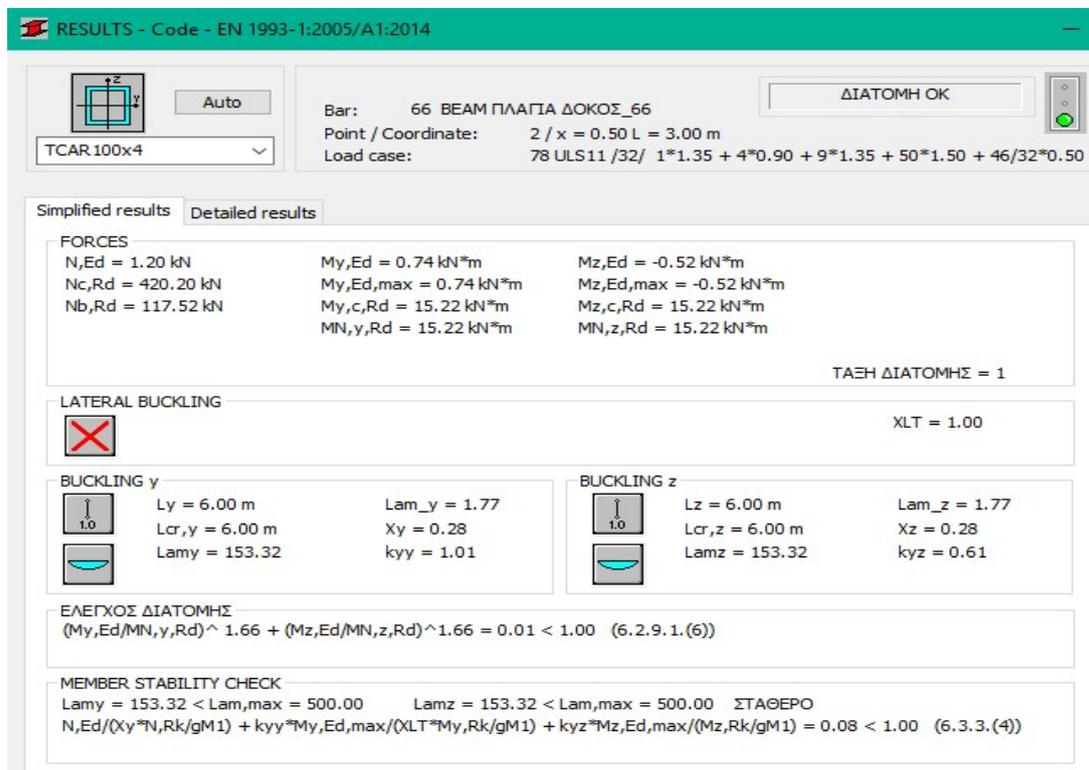 RESULTS - Code - EN 1993-1:2005/A1:2014
z
y
Auto
TCAR 100x4
Bar: 66 BEAM ΠΛΑΓΙΑ ΔΟΚΟΣ_66
Point / Coordinate: 2 / x = 0.50 L = 3.00 m
Load case: 78 ULS11 /32/ 1*1.35 + 4*0.90 + 9*1.35 + 50*1.50 + 46/32*0.50
ΔΙΑΤΟΜΗ OK
Simplified results Detailed results
FORCES
N,Ed = 1.20 kN My,Ed = 0.74 kN*m Mz,Ed = -0.52 kN*m
Nc,Rd = 420.20 kN My,Ed,max = 0.74 kN*m Mz,Ed,max = -0.52 kN*m
Nb,Rd = 117.52 kN My,c,Rd = 15.22 kN*m Mz,c,Rd = 15.22 kN*m
MN,y,Rd = 15.22 kN*m MN,z,Rd = 15.22 kN*m
ΤΑΞΗ ΔΙΑΤΟΜΗΣ = 1
LATERAL BUCKLING
XLT = 1.00
BUCKLING y
1.0
Ly = 6.00 m Lam_y = 1.77
Lcr,y = 6.00 m Xy = 0.28
Lamy = 153.32 kyy = 1.01
BUCKLING z
1.0
Lz = 6.00 m Lam_z = 1.77
Lcr,z = 6.00 m Xz = 0.28
Lamz = 153.32 kyz = 0.61
ΕΛΕΓΧΟΣ ΔΙΑΤΟΜΗΣ
(My,Ed/MN,y,Rd)^ 1.66 + (Mz,Ed/MN,z,Rd)^1.66 = 0.01 < 1.00 (6.2.9.1.(6))
MEMBER STABILITY CHECK
Lamy = 153.32 < Lam,max = 500.00 Lamz = 153.32 < Lam,max = 500.00 ΣΤΑΘΕΡΟ
N,Ed/(Xy*N,Rk/gM1) + kyy*My,Ed,max/(XLT*My,Rk/gM1) + kyz*Mz,Ed,max/(Mz,Rk/gM1) = 0.08 < 1.00 (6.3.3.(4))